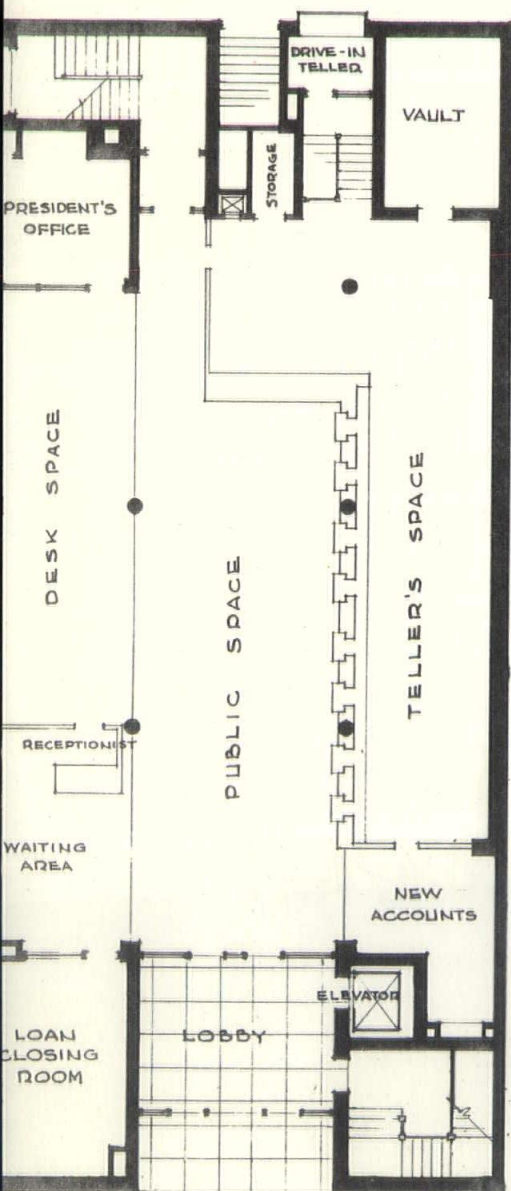 DRIVE-IN
TELLER
VAULT
STORAGE
PRESIDENT'S
OFFICE
DESK SPACE
PUBLIC SPACE
TELLER'S SPACE
RECEPTIONIST
WAITING
AREA
NEW
ACCOUNTS
ELEVATOR
LOBBY
LOAN
CLOSING
ROOM